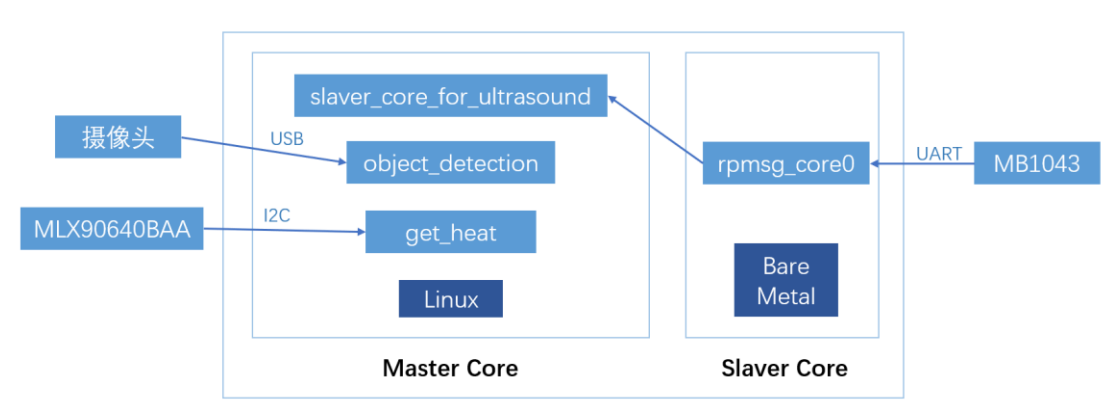 slaver_core_for_ultrasound
摄像头
USB
object_detection
rpmsg_core0
UART
MB1043
MLX90640BAA
I2C
get_heat
Linux
Bare
Metal
Master Core
Slaver Core